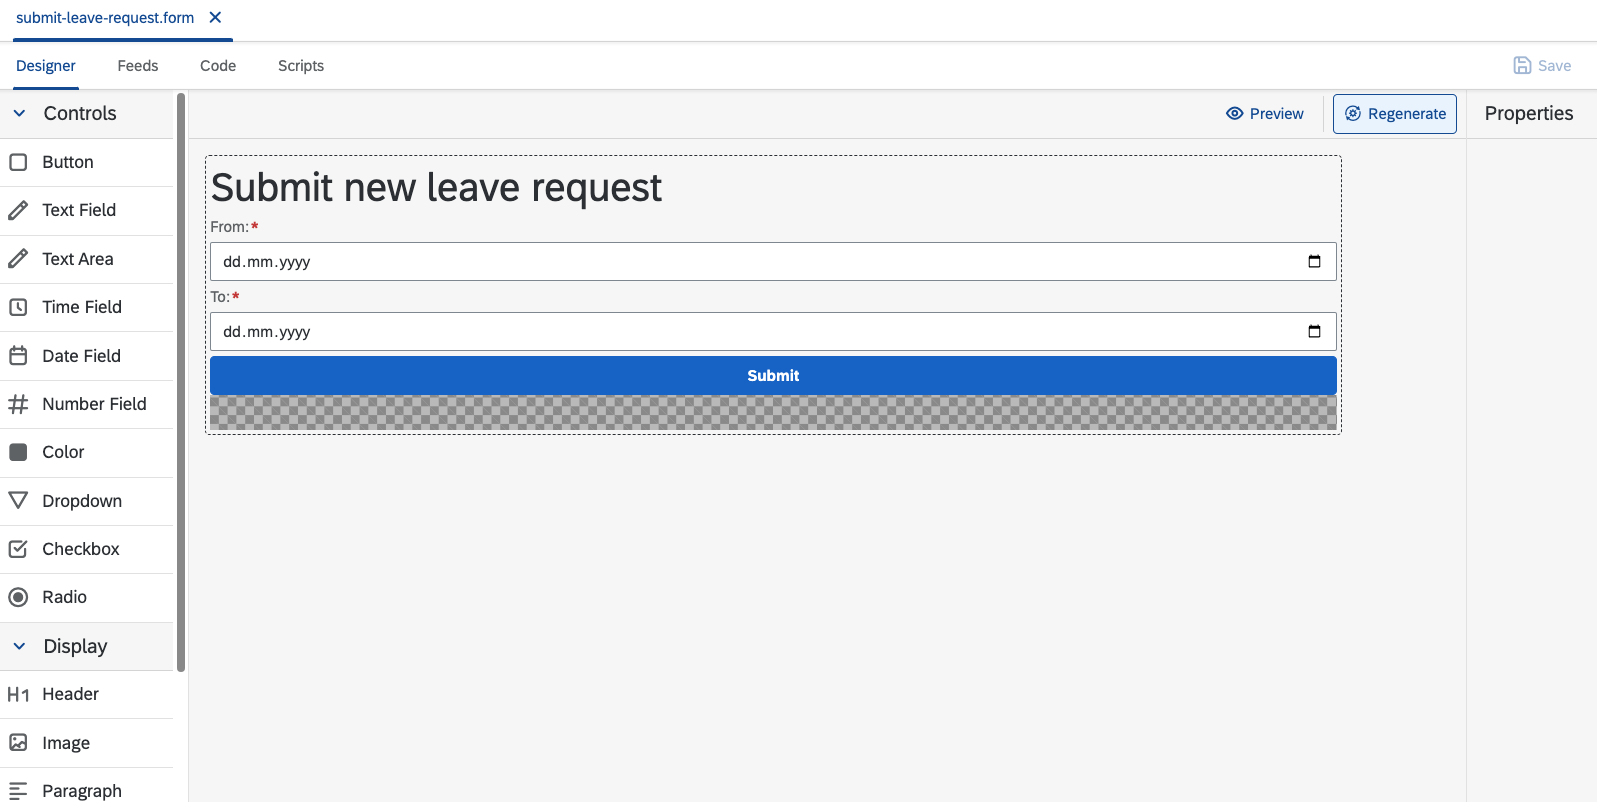 submit-leave-request.form
Designer Feeds Code Scripts Save
Controls
Button
Text Field
Text Area
Time Field
Date Field
Number Field
Color
Dropdown
Checkbox
Radio
Display
H1 Header
Image
Paragraph
Preview Regenerate
Submit new leave request
From:*
dd.mm.yyyy
To:*
dd.mm.yyyy
Submit
Properties